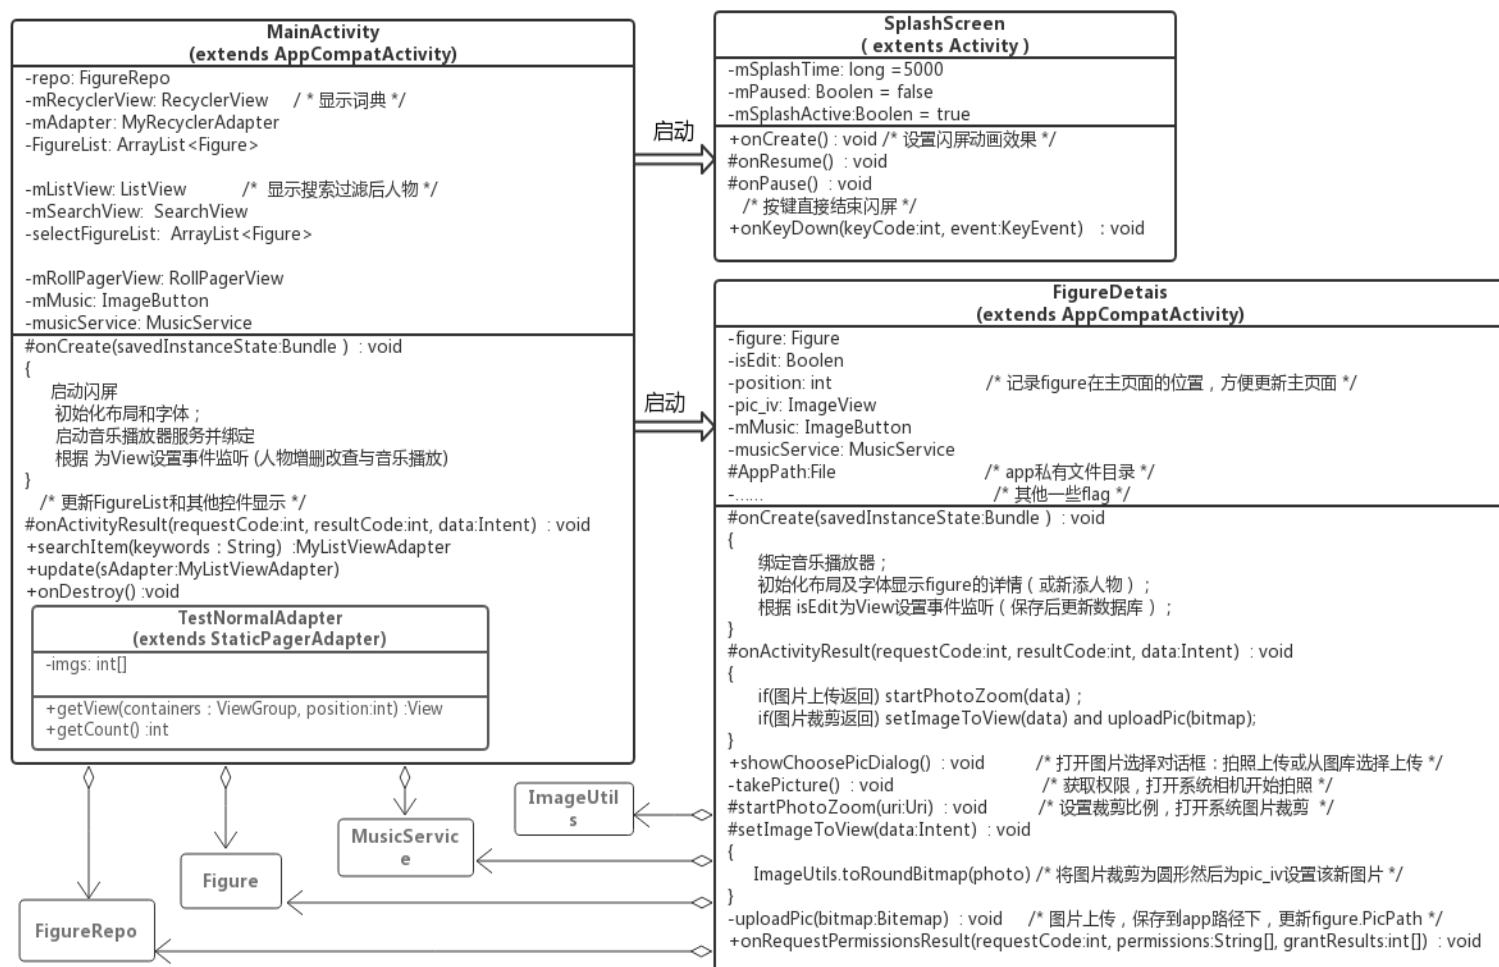 MainActivity
(extends AppCompatActivity)
-repo: FigureRepo
-mRecyclerView: RecyclerView / * 显示词典 */
-mAdapter: MyRecyclerAdapter
-FigureList: ArrayList<Figure>
-mListView: ListView /* 显示搜索过滤后人物 */
-mSearchView: SearchView
-selectFigureList: ArrayList<Figure>
-mRollPagerView: RollPagerView
-mMusic: ImageButton
-musicService: MusicService
#onCreate(savedInstanceState:Bundle ) : void
{
启动闪屏
初始化布局和字体；
启动音乐播放器服务并绑定
根据 为View设置事件监听 (人物增删改查与音乐播放)
}
/* 更新FigureList和其他控件显示 */
#onActivityResult(requestCode:int, resultCode:int, data:Intent) : void
+searchItem(keywords : String) :MyListViewAdapter
+update(sAdapter:MyListViewAdapter)
+onDestroy() :void
TestNormalAdapter
(extends StaticPagerAdapter)
-imgs: int[]
+getView(containers : ViewGroup, position:int) :View
+getCount() :int
启动
SplashScreen
( extents Activity )
-mSplashTime: long =5000
-mPaused: Boolen = false
-mSplashActive:Boolen = true
+onCreate() : void /* 设置闪屏动画效果 */
#onResume() : void
#onPause() : void
/* 按键直接结束闪屏 */
+onKeyDown(keyCode:int, event:KeyEvent) : void
启动
FigureDetais
(extends AppCompatActivity)
-figure: Figure
-isEdit: Boolen
-position: int /* 记录figure在主页面的位置，方便更新主页面 */
-pic_iv: ImageView
-mMusic: ImageButton
-musicService: MusicService
#AppPath:File /* app私有文件目录 */
-...... /* 其他一些flag */
#onCreate(savedInstanceState:Bundle ) : void
{
绑定音乐播放器；
初始化布局及字体显示figure的详情（或新添人物）；
根据 isEdit为View设置事件监听（保存后更新数据库）；
}
#onActivityResult(requestCode:int, resultCode:int, data:Intent) : void
{
if(图片上传返回) startPhotoZoom(data)；
if(图片裁剪返回) setImageToView(data) and uploadPic(bitmap);
}
+showChoosePicDialog() : void /* 打开图片选择对话框：拍照上传或从图库选择上传 */
-takePicture() : void /* 获取权限，打开系统相机开始拍照 */
#startPhotoZoom(uri:Uri) : void /* 设置裁剪比例，打开系统图片裁剪 */
#setImageToView(data:Intent) : void
{
ImageUtils.toRoundBitmap(photo) /* 将图片裁剪为圆形然后为pic_iv设置该新图片 */
}
-uploadPic(bitmap:Bitemap) : void /* 图片上传，保存到app路径下，更新figure.PicPath */
+onRequestPermissionsResult(requestCode:int, permissions:String[], grantResults:int[]) : void
ImageUtil
s
MusicServic
e
Figure
FigureRepo